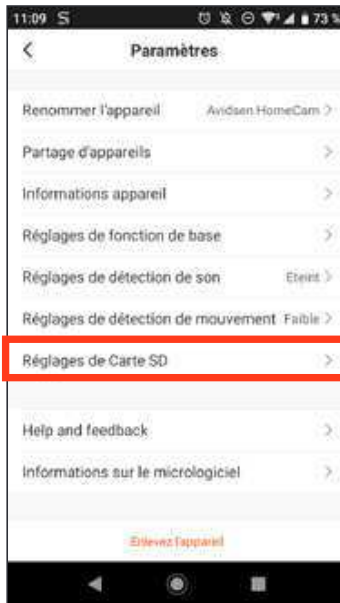 11:09 S 73 %
Paramètres
Renommer l'appareil Avidsen HomeCam >
Partage d'appareils >
Informations appareil >
Réglages de fonction de base >
Réglages de détection de son Eteint >
Réglages de détection de mouvement Faible >
Réglages de Carte SD >
Help and feedback >
Informations sur le micrologiciel >
Enlevez l'appareil